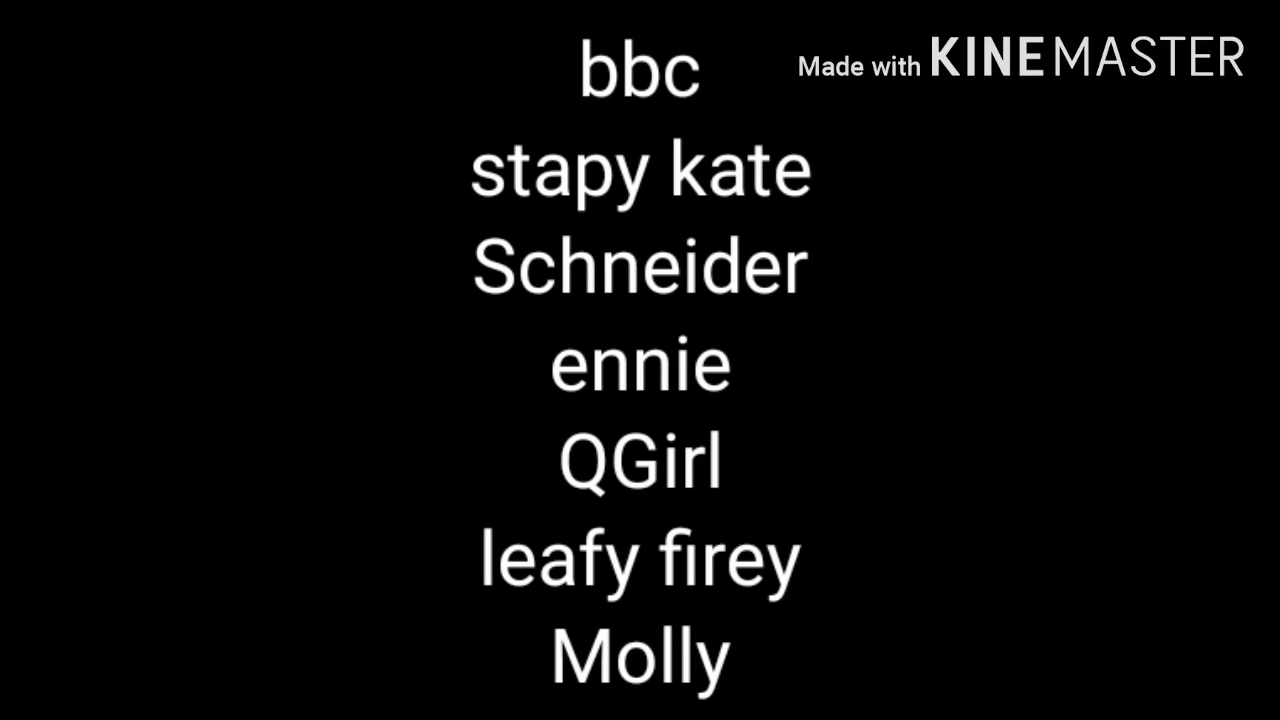 bbc
Made with KINEMASTER
stapy kate
Schneider
ennie
QGirl
leafy firey
Molly